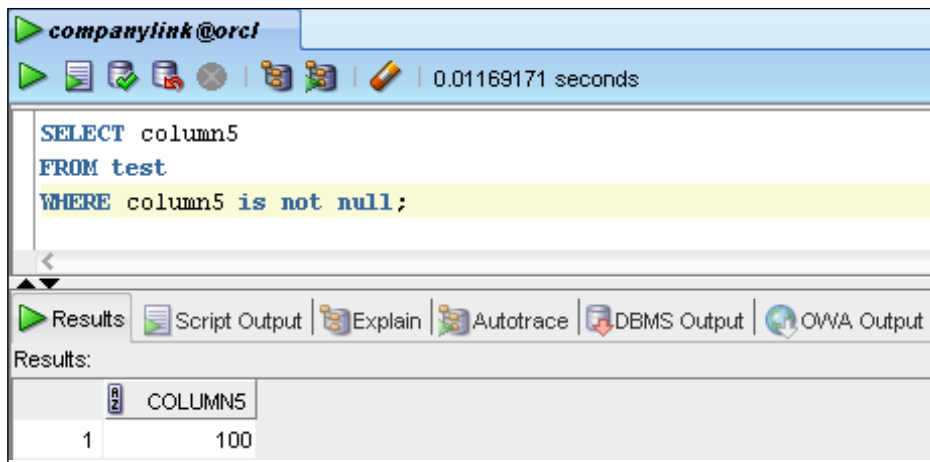 companylink@orcl
0.01169171 seconds
SELECT column5
FROM test
WHERE column5 is not null;
Results Script Output Explain Autotrace DBMS Output OWA Output
Results:
A Z COLUMN5
1 100